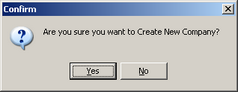 Confirm
Are you sure you want to Create New Company?
Yes
No